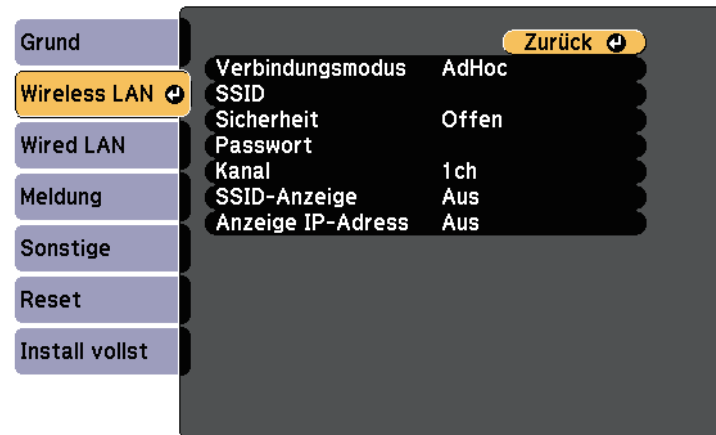 Grund
Wireless LAN
Wired LAN
Meldung
Sonstige
Reset
Install vollst
Zurück
Verbindungsmodus AdHoc
SSID
Sicherheit Offen
Passwort
Kanal 1ch
SSID-Anzeige Aus
Anzeige IP-Adress Aus